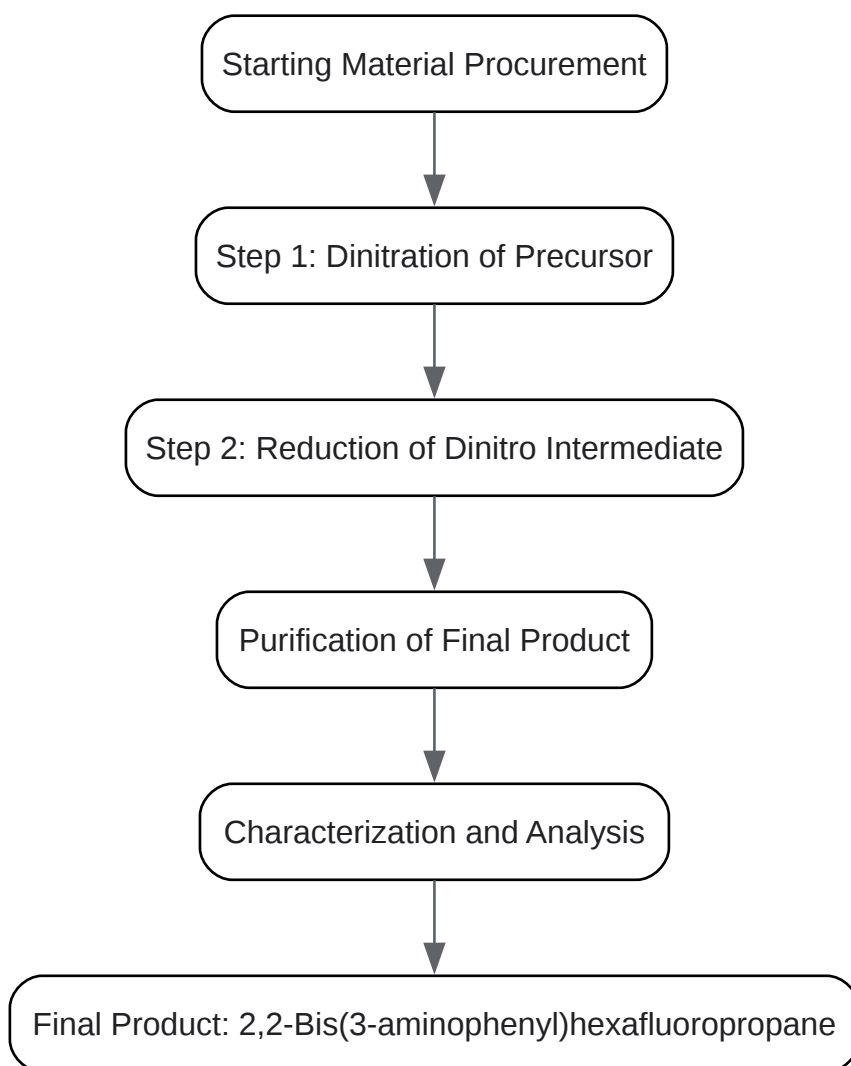 Starting Material Procurement
Step 1: Dinitration of Precursor
Step 2: Reduction of Dinitro Intermediate
Purification of Final Product
Characterization and Analysis
Final Product: 2,2-Bis(3-aminophenyl)hexafluoropropane